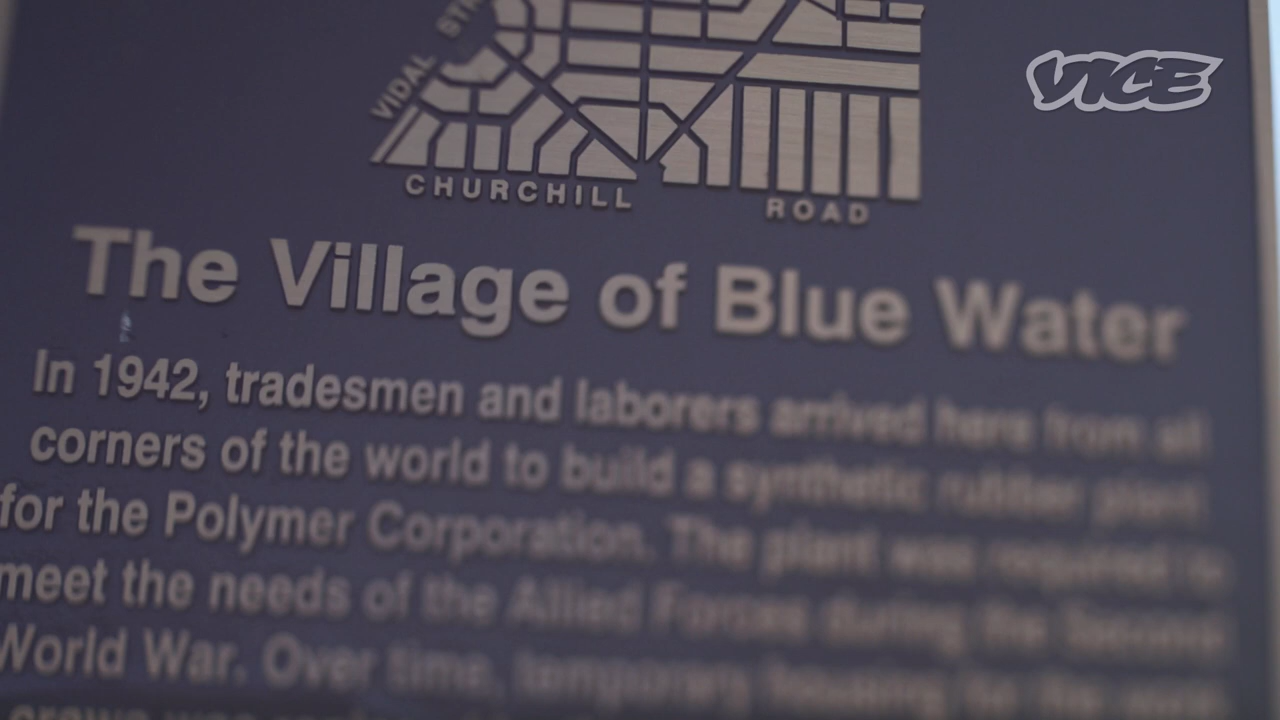 VICE
VIDAL
CHURCHILL ROAD
The Village of Blue Water
In 1942, tradesmen and laborers arrived here from all
corners of the world to build a synthetic rubber plant
for the Polymer Corporation. The plant was required to
meet the needs of the Allied Forces during the Second
World War. Over time, temporary housing for the work